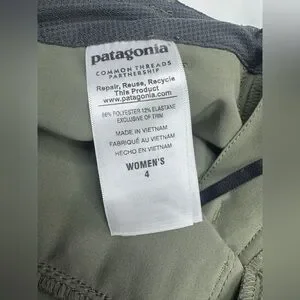 patagonia
COMMON THREADS
PARTNERSHIP
Repair, Reuse, Recycle
This Product
www.patagonia.com
88% POLYESTER 12% ELASTANE
EXCLUSIVE OF TRIM
MADE IN VIETNAM
FABRIQUÉ AU VIETNAM
HECHO EN VIETNAM
WOMEN'S
4